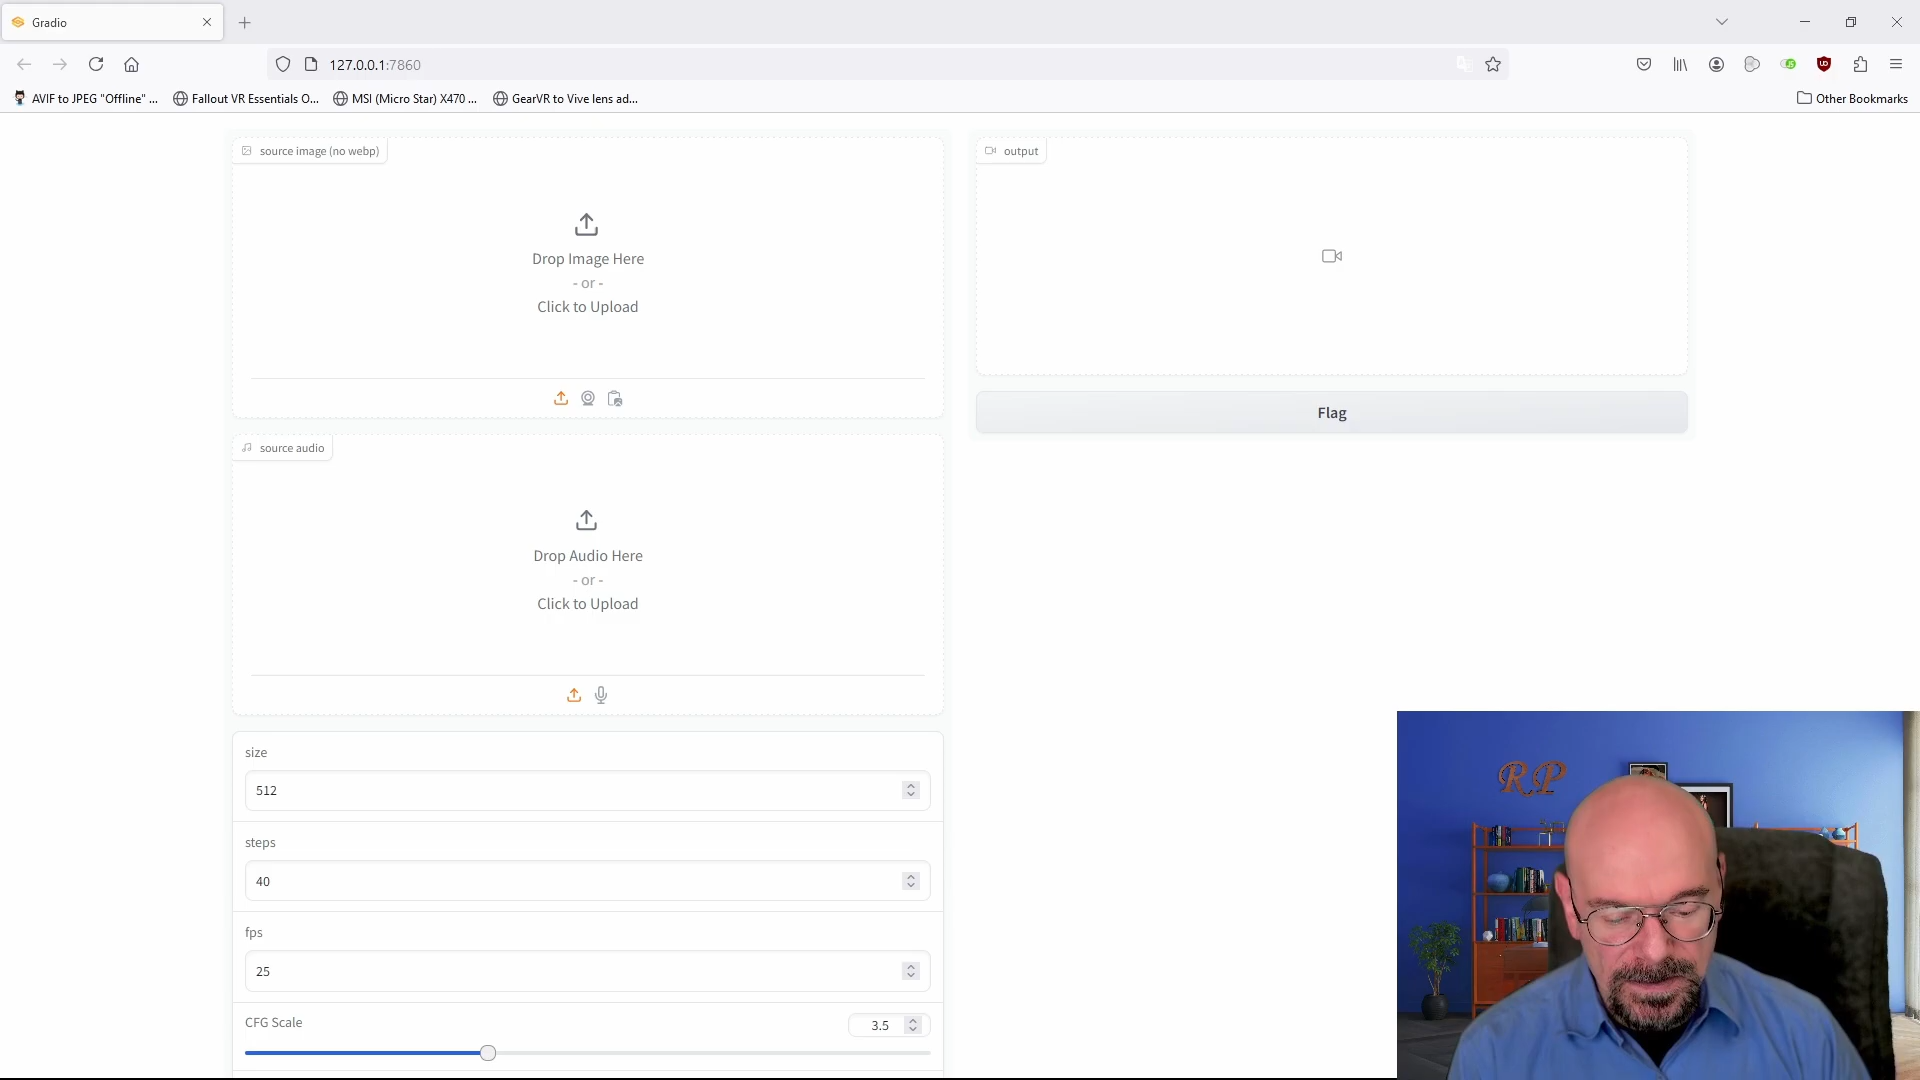 Gradio
127.0.0.1:7860
AVIF to JPEG "Offline" ...
Fallout VR Essentials O...
MSI (Micro Star) X470 ...
GearVR to Vive lens ad...
Other Bookmarks
source image (no webp)
Drop Image Here
- or -
Click to Upload
source audio
Drop Audio Here
- or -
Click to Upload
size
512
steps
40
fps
25
CFG Scale
3.5
output
Flag
RP